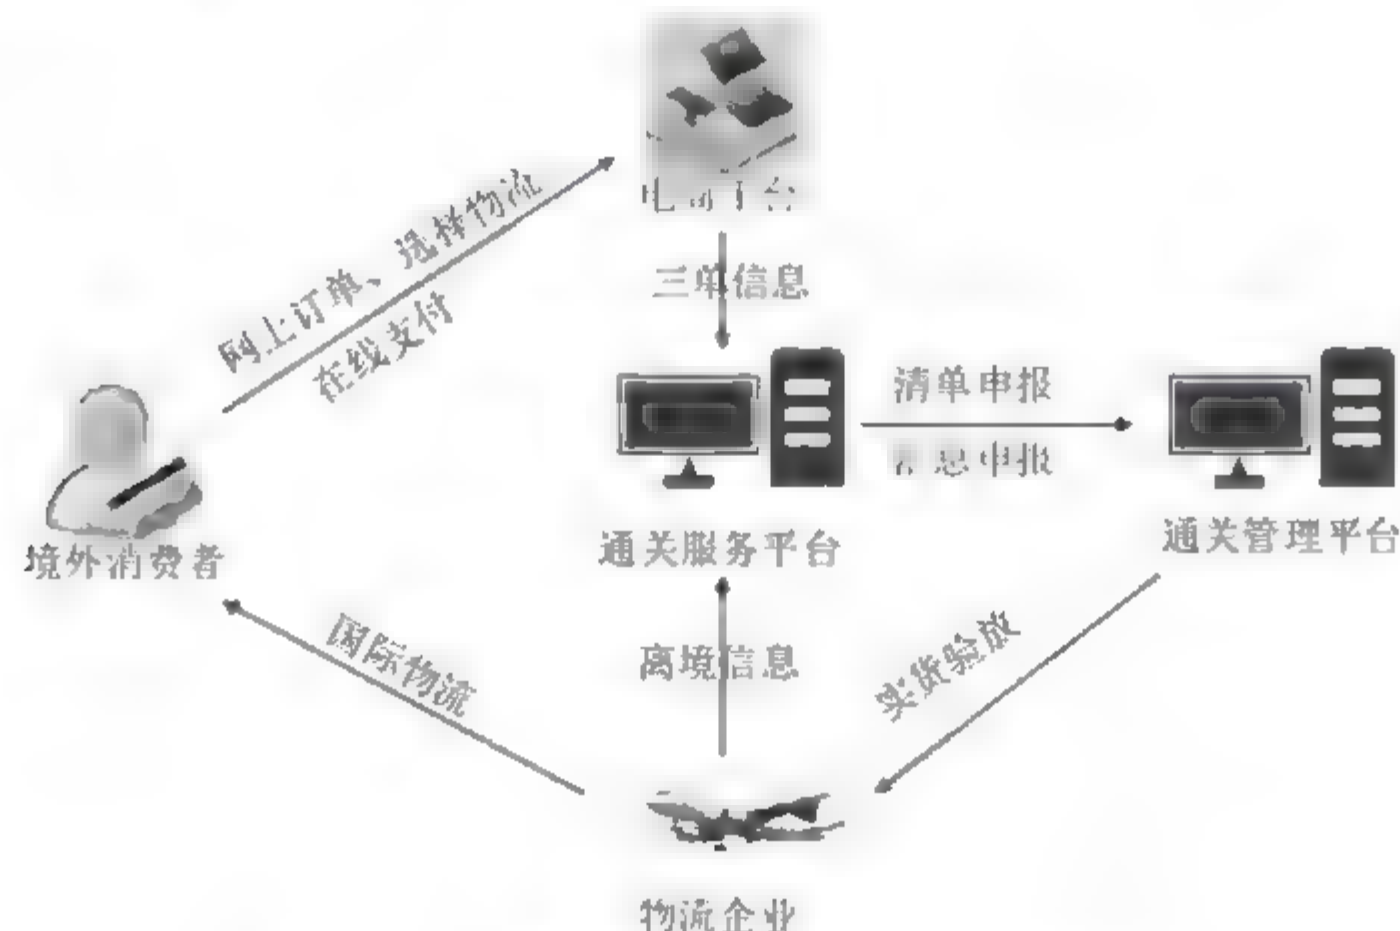 网上订单、选择物流
在线支付
三单信息
清单申报
申报
境外消费者
通关服务平台
通关管理平台
国际物流
离境信息
实货验放
物流企业